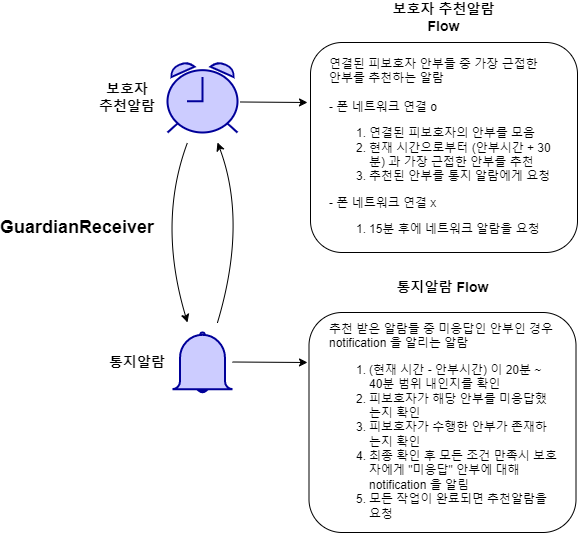 보호자 추천알람
Flow
보호자
추천알람
연결된 피보호자 안부들 중 가장 근접한
안부를 추천하는 알람
- 폰 네트워크 연결 o
1. 연결된 피보호자의 안부를 모음
2. 현재 시간으로부터 (안부시간 + 30
분) 과 가장 근접한 안부를 추천
3. 추천된 안부를 통지 알람에게 요청
- 폰 네트워크 연결 x
1. 15분 후에 네트워크 알람을 요청
GuardianReceiver
통지알람 Flow
통지알람
추천 받은 알람들 중 미응답인 안부인 경우
notification 을 알리는 알람
1. (현재 시간 - 안부시간) 이 20분 ~
40분 범위 내인지를 확인
2. 피보호자가 해당 안부를 미응답했
는지 확인
3. 피보호자가 수행한 안부가 존재하
는지 확인
4. 최종 확인 후 모든 조건 만족시 보호
자에게 "미응답" 안부에 대해
notification 을 알림
5. 모든 작업이 완료되면 추천알람을
요청